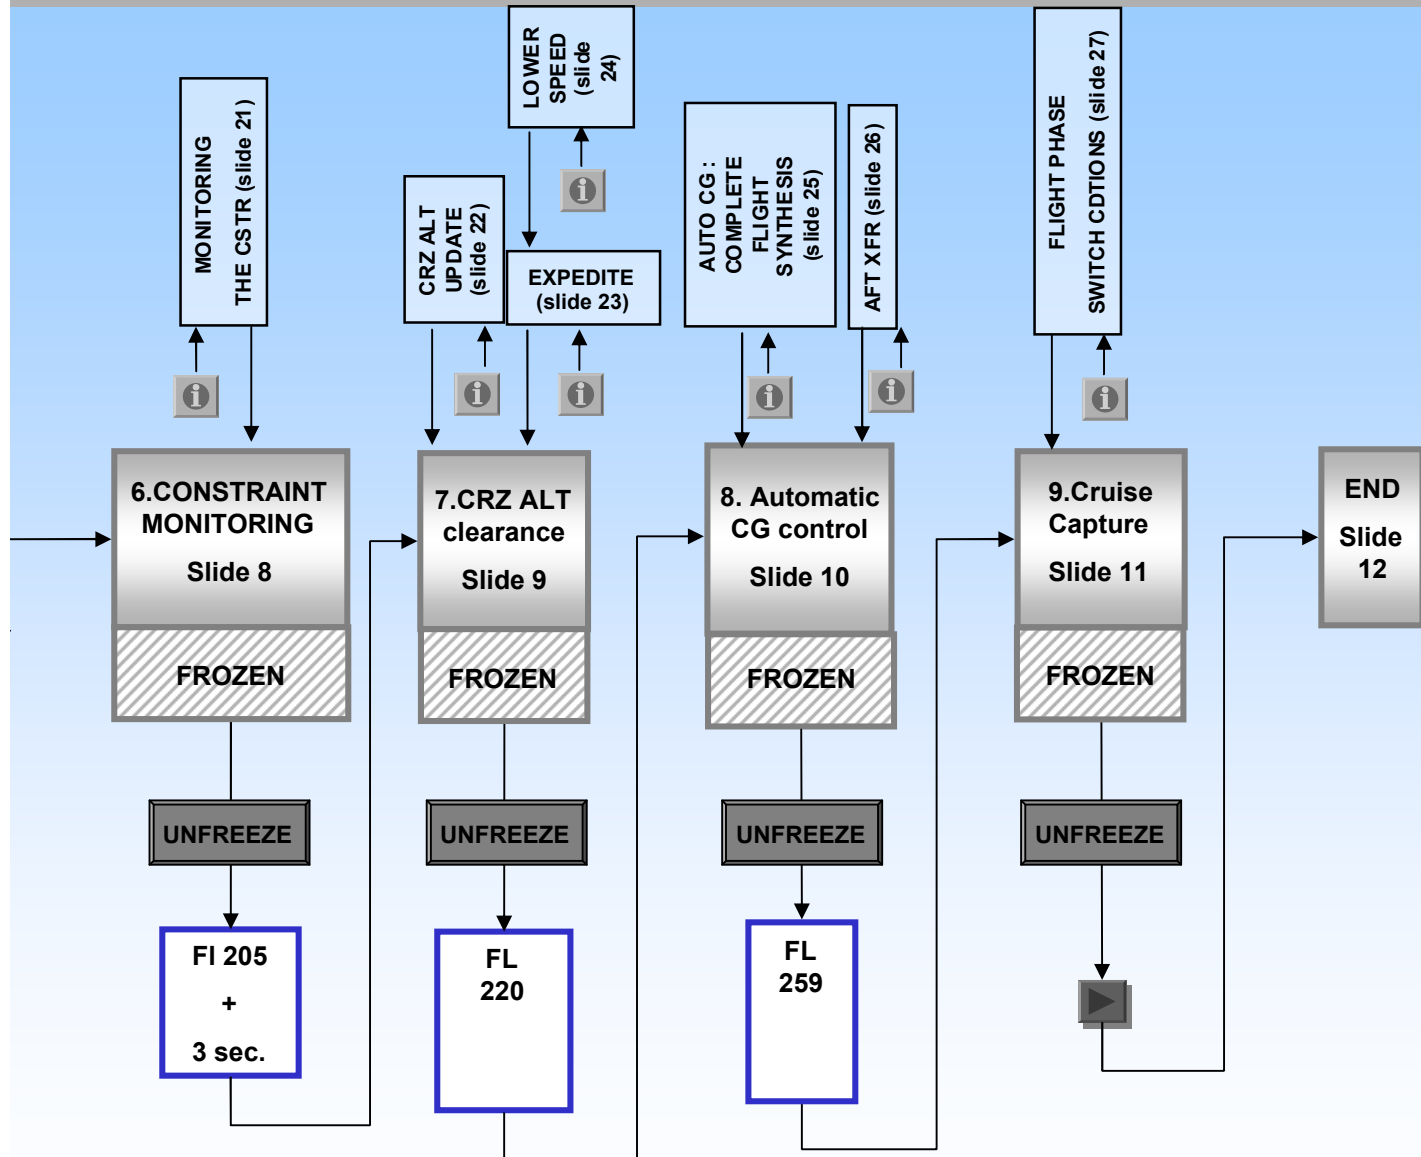 MONITORING
THE CSTR (slide 21)
CRZ ALT
UPDATE
(slide 22)
LOWER
SPEED
(slide
24)
EXPEDITE
(slide 23)
AUTO CG :
COMPLETE
FLIGHT
SYNTHESIS
(slide 25)
AFT XFR (slide 26)
FLIGHT PHASE
SWITCH CDTIONS (slide 27)
6.CONSTRAINT
MONITORING
Slide 8
FROZEN
UNFREEZE
Fl 205
+
3 sec.
7.CRZ ALT
clearance
Slide 9
FROZEN
UNFREEZE
FL
220
8. Automatic
CG control
Slide 10
FROZEN
UNFREEZE
FL
259
9.Cruise
Capture
Slide 11
FROZEN
UNFREEZE
END
Slide
12